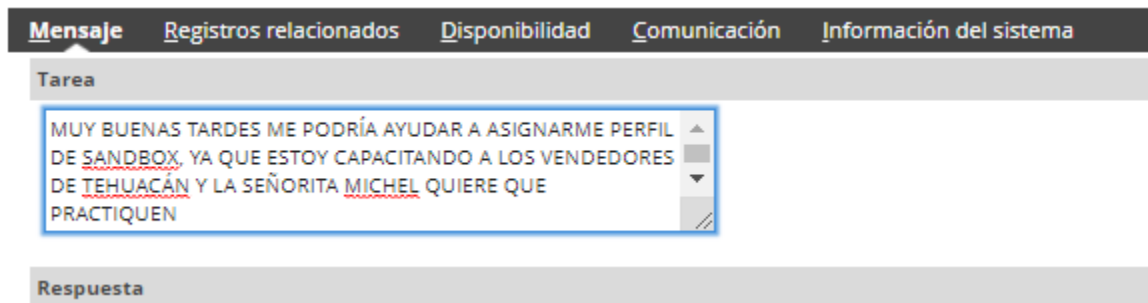 Mensaje Registros relacionados Disponibilidad Comunicación Información del sistema
Tarea
MUY BUENAS TARDES ME PODRÍA AYUDAR A ASIGNARME PERFIL
DE SANDBOX, YA QUE ESTOY CAPACITANDO A LOS VENDEDORES
DE TEHUACÁN Y LA SEÑORITA MICHEL QUIERE QUE
PRACTIQUEN
Respuesta